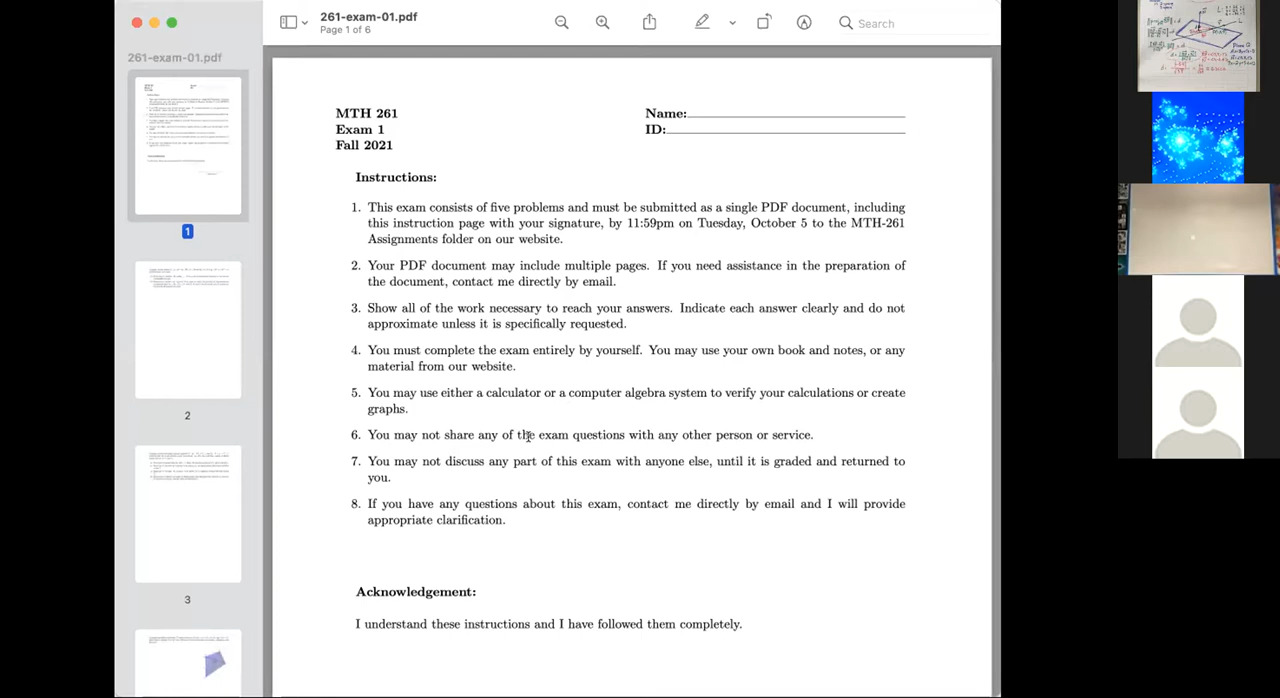 261-exam-01.pdf
Page 1 of 6
Search
261-exam-01.pdf
1
2
3
MTH 261
Exam 1
Fall 2021
Name:
ID:
Instructions:
1. This exam consists of five problems and must be submitted as a single PDF document, including
this instruction page with your signature, by 11:59pm on Tuesday, October 5 to the MTH-261
Assignments folder on our website.
2. Your PDF document may include multiple pages. If you need assistance in the preparation of
the document, contact me directly by email.
3. Show all of the work necessary to reach your answers. Indicate each answer clearly and do not
approximate unless it is specifically requested.
4. You must complete the exam entirely by yourself. You may use your own book and notes, or any
material from our website.
5. You may use either a calculator or a computer algebra system to verify your calculations or create
graphs.
6. You may not share any of the exam questions with any other person or service.
7. You may not discuss any part of this exam with anyone else, until it is graded and returned to
you.
8. If you have any questions about this exam, contact me directly by email and I will provide
appropriate clarification.
Acknowledgement:
I understand these instructions and I have followed them completely.